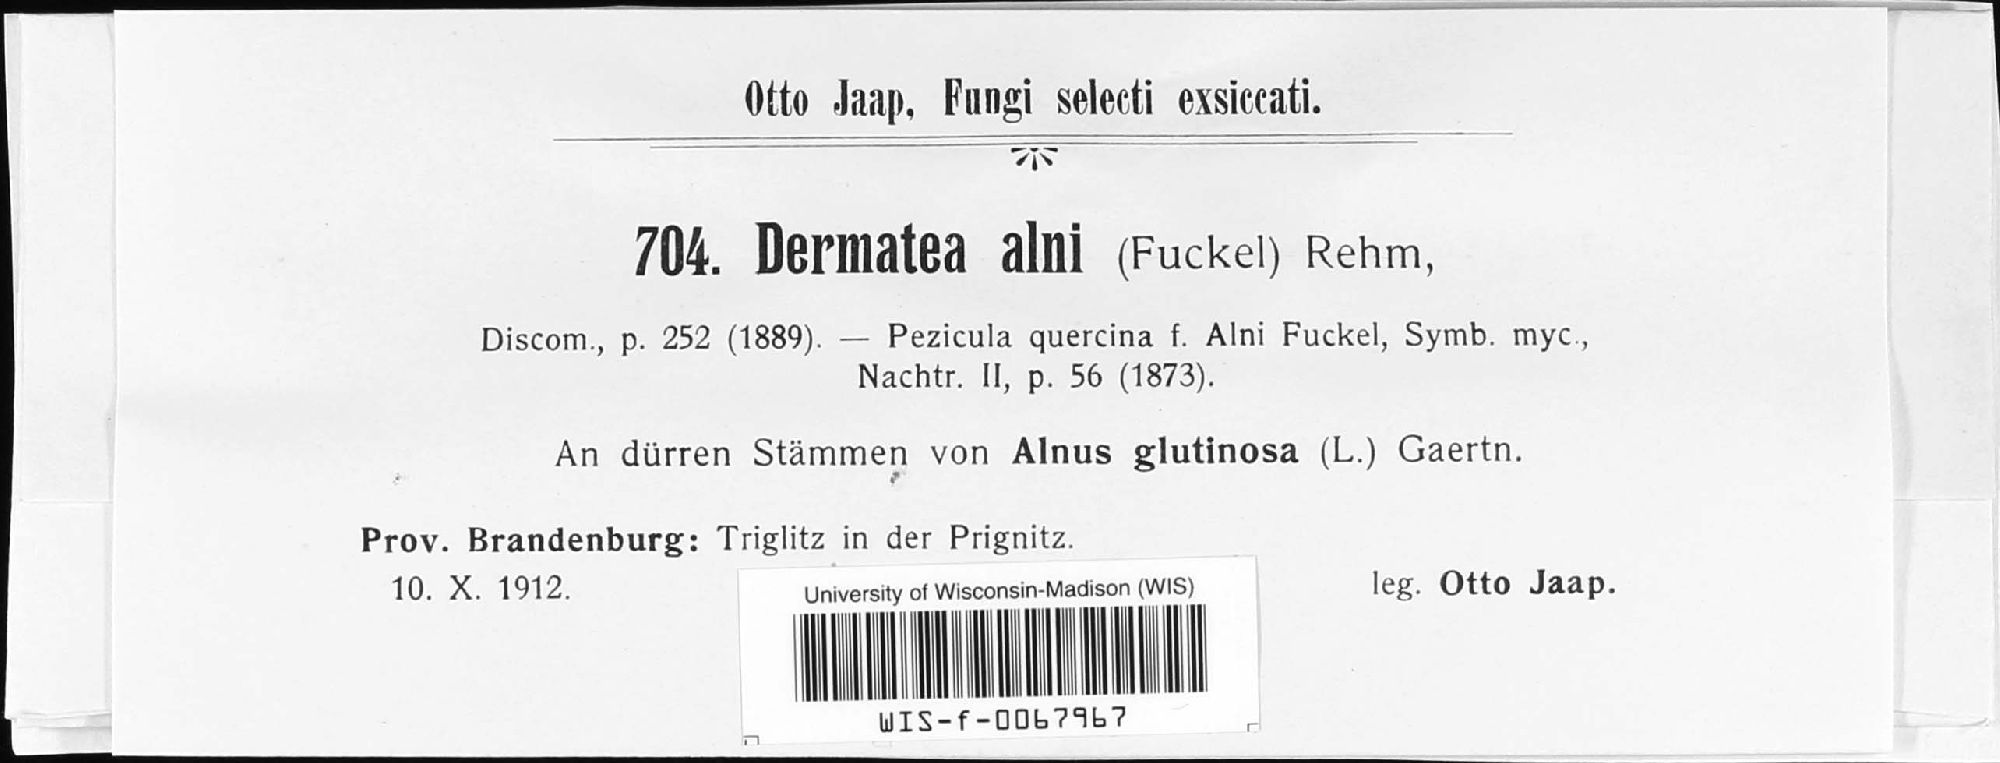 Otto Jaap, Fungi selecti exsiccati.
704. Dermatea alni (Fuckel) Rehm,
Discom., p. 252 (1889). — Pezicula quercina f. Alni Fuckel, Symb. myc.,
Nachtr. II, p. 56 (1873).
An dürren Stämmen von Alnus glutinosa (L.) Gaertn.
Prov. Brandenburg: Triglitz in der Prignitz.
10. X. 1912.
leg. Otto Jaap.
University of Wisconsin-Madison (WIS)
WIS-f-0067967